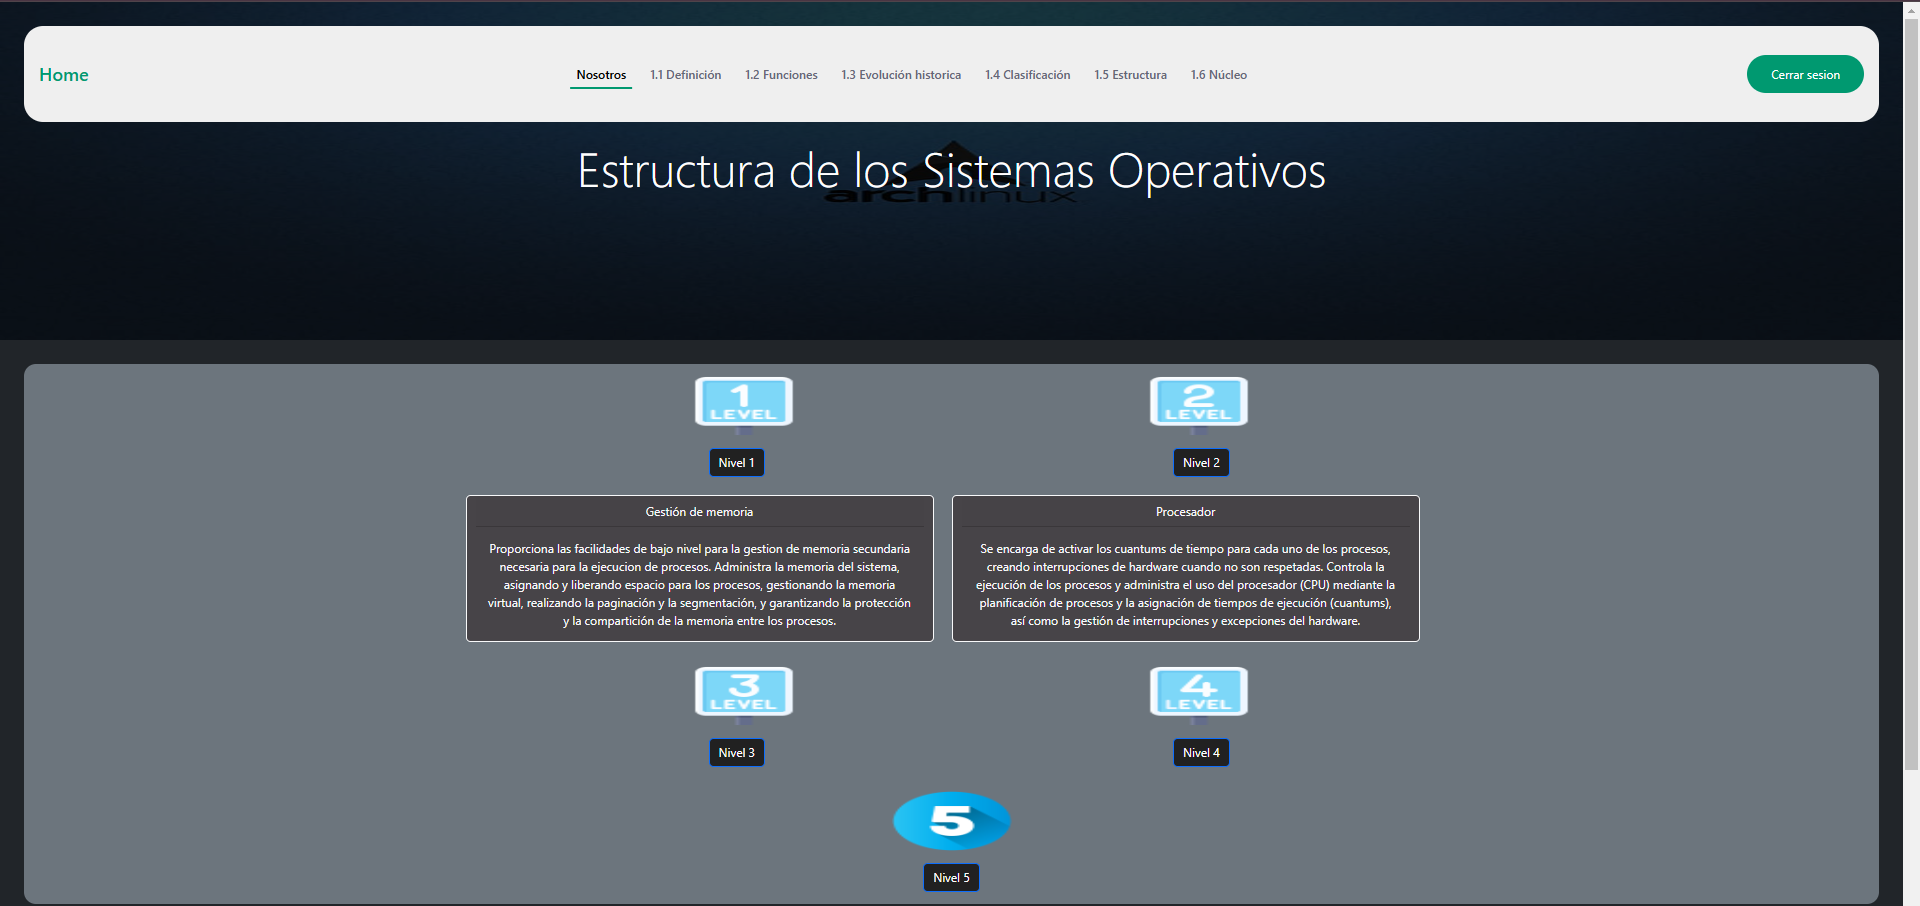 Home
Nosotros
1.1 Definición
1.2 Funciones
1.3 Evolución historica
1.4 Clasificación
1.5 Estructura
1.6 Núcleo
Cerrar sesion
Estructura de los Sistemas Operativos
archlinux
1
LEVEL
2
LEVEL
Nivel 1
Nivel 2
Gestión de memoria
Proporciona las facilidades de bajo nivel para la gestion de memoria secundaria
necesaria para la ejecucion de procesos. Administra la memoria del sistema,
asignando y liberando espacio para los procesos, gestionando la memoria
virtual, realizando la paginación y la segmentación, y garantizando la protección
y la compartición de la memoria entre los procesos.
Procesador
Se encarga de activar los cuantums de tiempo para cada uno de los procesos,
creando interrupciones de hardware cuando no son respetadas. Controla la
ejecución de los procesos y administra el uso del procesador (CPU) mediante la
planificación de procesos y la asignación de tiempos de ejecución (cuantums),
así como la gestión de interrupciones y excepciones del hardware.
3
LEVEL
4
LEVEL
Nivel 3
Nivel 4
5
Nivel 5